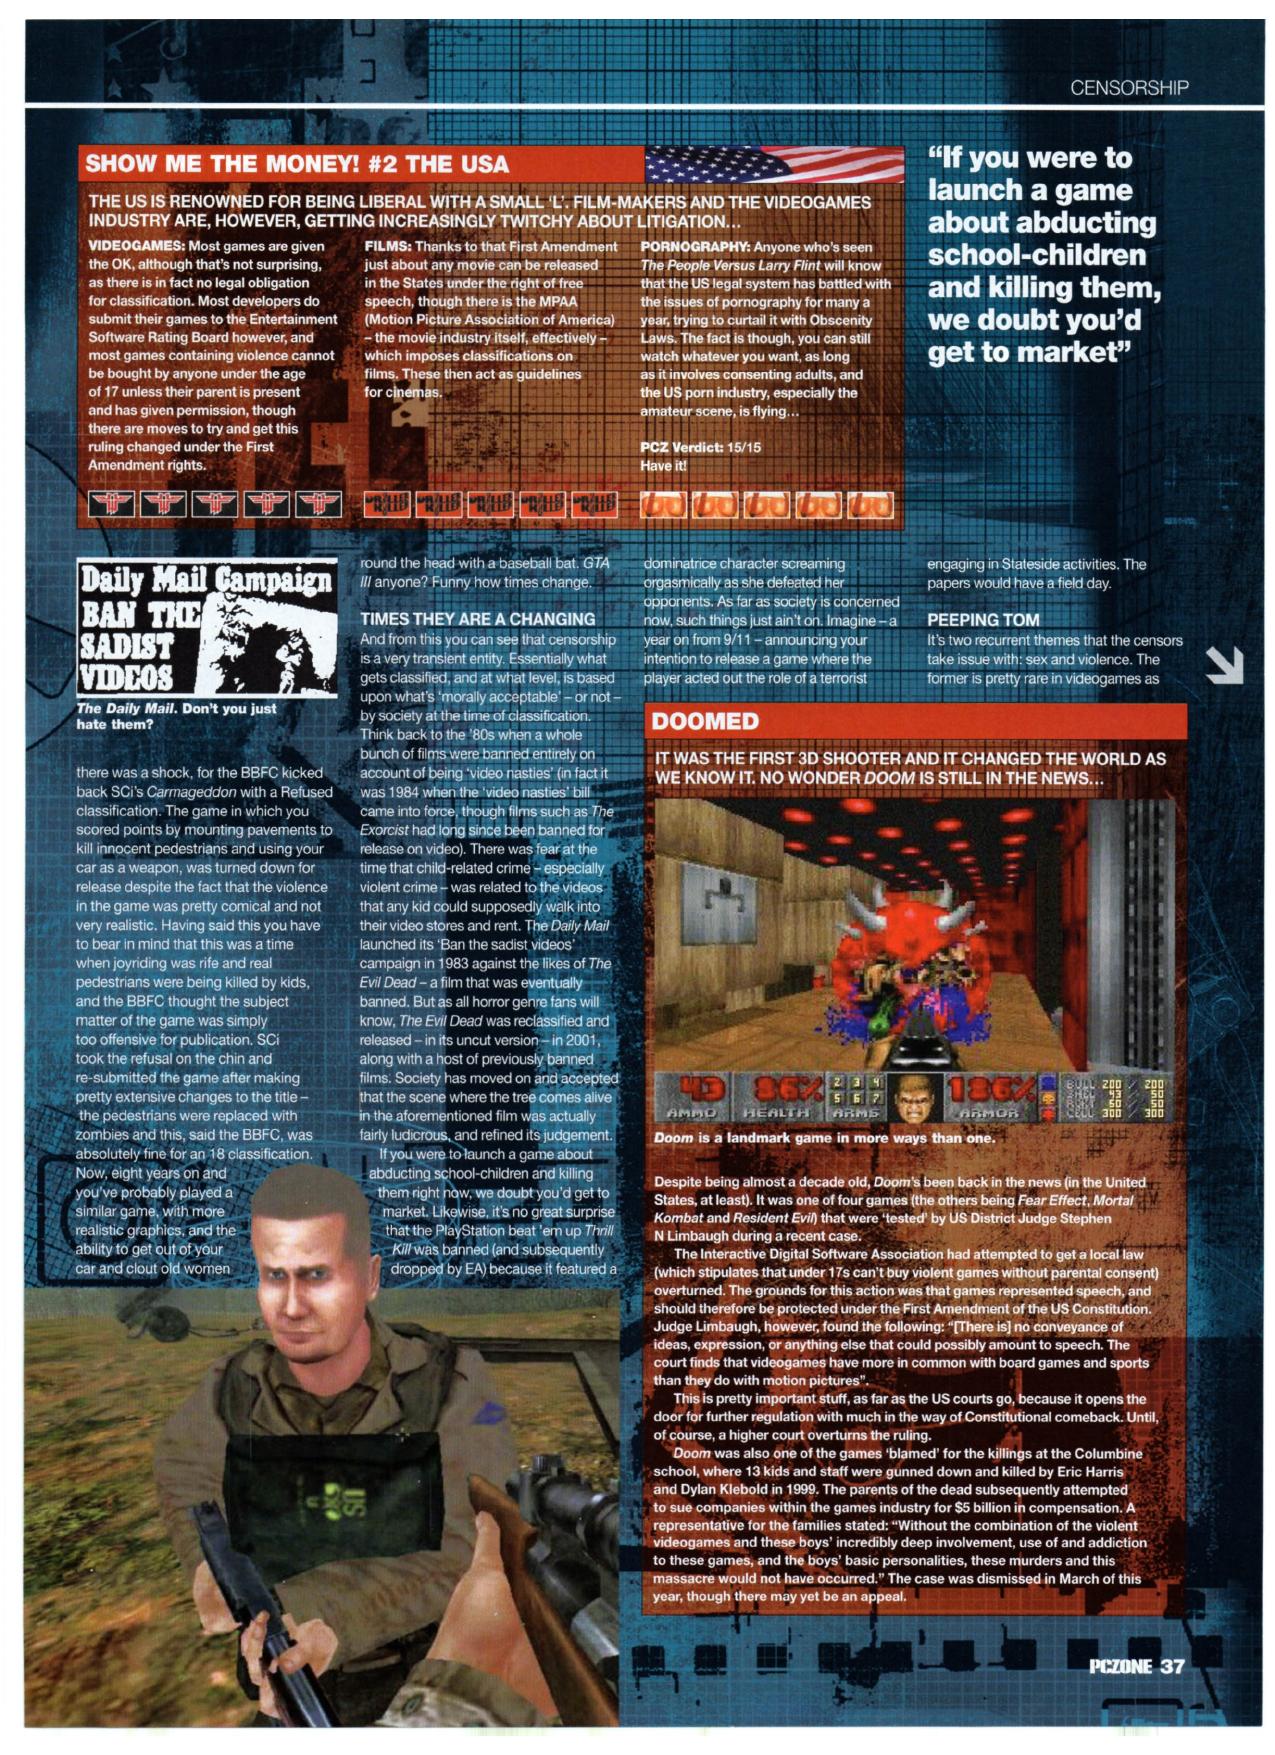 CENSORSHIP
SHOW ME THE MONEY! #2 THE USA
THE US IS RENOWNED FOR BEING LIBERAL WITH A SMALL ‘L’. FILM-MAKERS AND THE VIDEOGAMES
INDUSTRY ARE, HOWEVER, GETTING INCREASINGLY TWITCHY ABOUT LITIGATION...
VIDEOGAMES: Most games are given
the OK, although that’s not surprising,
as there is in fact no legal obligation
for classification. Most developers do
submit their games to the Entertainment
Software Rating Board however, and
most games containing violence cannot
be bought by anyone under the age
of 17 unless their parent is present
and has given permission, though
there are moves to try and get this
ruling changed under the First
Amendment rights.
FILMS: Thanks to that First Amendment
just about any movie can be released
in the States under the right of free
speech, though there is the MPAA
(Motion Picture Association of America)
– the movie industry itself, effectively –
which imposes classifications on
films. These then act as guidelines
for cinemas.
PORNOGRAPHY: Anyone who’s seen
The People Versus Larry Flint will know
that the US legal system has battled with
the issues of pornography for many a
year, trying to curtail it with Obscenity
Laws. The fact is though, you can still
watch whatever you want, as long
as it involves consenting adults, and
the US porn industry, especially the
amateur scene, is flying...
PCZ Verdict: 15/15
Have it!
“If you were to
launch a game
about abducting
school-children
and killing them,
we doubt you’d
get to market”
Daily Mail Campaign
BAN THE
SADIST
VIDEOS
The Daily Mail. Don’t you just
hate them?
there was a shock, for the BBFC kicked
back SCi’s Carmageddon with a Refused
classification. The game in which you
scored points by mounting pavements to
kill innocent pedestrians and using your
car as a weapon, was turned down for
release despite the fact that the violence
in the game was pretty comical and not
very realistic. Having said this you have
to bear in mind that this was a time
when joyriding was rife and real
pedestrians were being killed by kids,
and the BBFC thought the subject
matter of the game was simply
too offensive for publication. SCi
took the refusal on the chin and
re-submitted the game after making
pretty extensive changes to the title –
the pedestrians were replaced with
zombies and this, said the BBFC, was
absolutely fine for an 18 classification.
Now, eight years on and
you’ve probably played a
similar game, with more
realistic graphics, and the
ability to get out of your
car and clout old women
round the head with a baseball bat. GTA
III anyone? Funny how times change.
TIMES THEY ARE A CHANGING
And from this you can see that censorship
is a very transient entity. Essentially what
gets classified, and at what level, is based
upon what’s ‘morally acceptable’ – or not –
by society at the time of classification.
Think back to the ’80s when a whole
bunch of films were banned entirely on
account of being ‘video nasties’ (in fact it
was 1984 when the ‘video nasties’ bill
came into force, though films such as The
Exorcist had long since been banned for
release on video). There was fear at the
time that child-related crime – especially
violent crime – was related to the videos
that any kid could supposedly walk into
their video stores and rent. The Daily Mail
launched its ‘Ban the sadist videos’
campaign in 1983 against the likes of The
Evil Dead – a film that was eventually
banned. But as all horror genre fans will
know, The Evil Dead was reclassified and
released – in its uncut version – in 2001,
along with a host of previously banned
films. Society has moved on and accepted
that the scene where the tree comes alive
in the aforementioned film was actually
fairly ludicrous, and refined its judgement.
If you were to launch a game about
abducting school-children and killing
them right now, we doubt you’d get to
market. Likewise, it’s no great surprise
that the PlayStation beat ’em up Thrill
Kill was banned (and subsequently
dropped by EA) because it featured a
dominatrice character screaming
orgasmically as she defeated her
opponents. As far as society is concerned
now, such things just ain’t on. Imagine – a
year on from 9/11 – announcing your
intention to release a game where the
player acted out the role of a terrorist
engaging in Stateside activities. The
papers would have a field day.
PEEPING TOM
It’s two recurrent themes that the censors
take issue with: sex and violence. The
former is pretty rare in videogames as
DOOMED
IT WAS THE FIRST 3D SHOOTER AND IT CHANGED THE WORLD AS
WE KNOW IT. NO WONDER DOOM IS STILL IN THE NEWS...
43 86% 2 3 4 136% BULL 200 / 200
5 6 7 SHEL 43 / 50
RCKT 50 / 50
AMMO HEALTH ARMS ARMOR CELL 300 / 300
Doom is a landmark game in more ways than one.
Despite being almost a decade old, Doom’s been back in the news (in the United
States, at least). It was one of four games (the others being Fear Effect, Mortal
Kombat and Resident Evil) that were ‘tested’ by US District Judge Stephen
N Limbaugh during a recent case.
The Interactive Digital Software Association had attempted to get a local law
(which stipulates that under 17s can’t buy violent games without parental consent)
overturned. The grounds for this action was that games represented speech, and
should therefore be protected under the First Amendment of the US Constitution.
Judge Limbaugh, however, found the following: “[There is] no conveyance of
ideas, expression, or anything else that could possibly amount to speech. The
court finds that videogames have more in common with board games and sports
than they do with motion pictures”.
This is pretty important stuff, as far as the US courts go, because it opens the
door for further regulation with much in the way of Constitutional comeback. Until,
of course, a higher court overturns the ruling.
Doom was also one of the games ‘blamed’ for the killings at the Columbine
school, where 13 kids and staff were gunned down and killed by Eric Harris
and Dylan Klebold in 1999. The parents of the dead subsequently attempted
to sue companies within the games industry for $5 billion in compensation. A
representative for the families stated: “Without the combination of the violent
videogames and these boys’ incredibly deep involvement, use of and addiction
to these games, and the boys’ basic personalities, these murders and this
massacre would not have occurred.” The case was dismissed in March of this
year, though there may yet be an appeal.
PCZONE 37